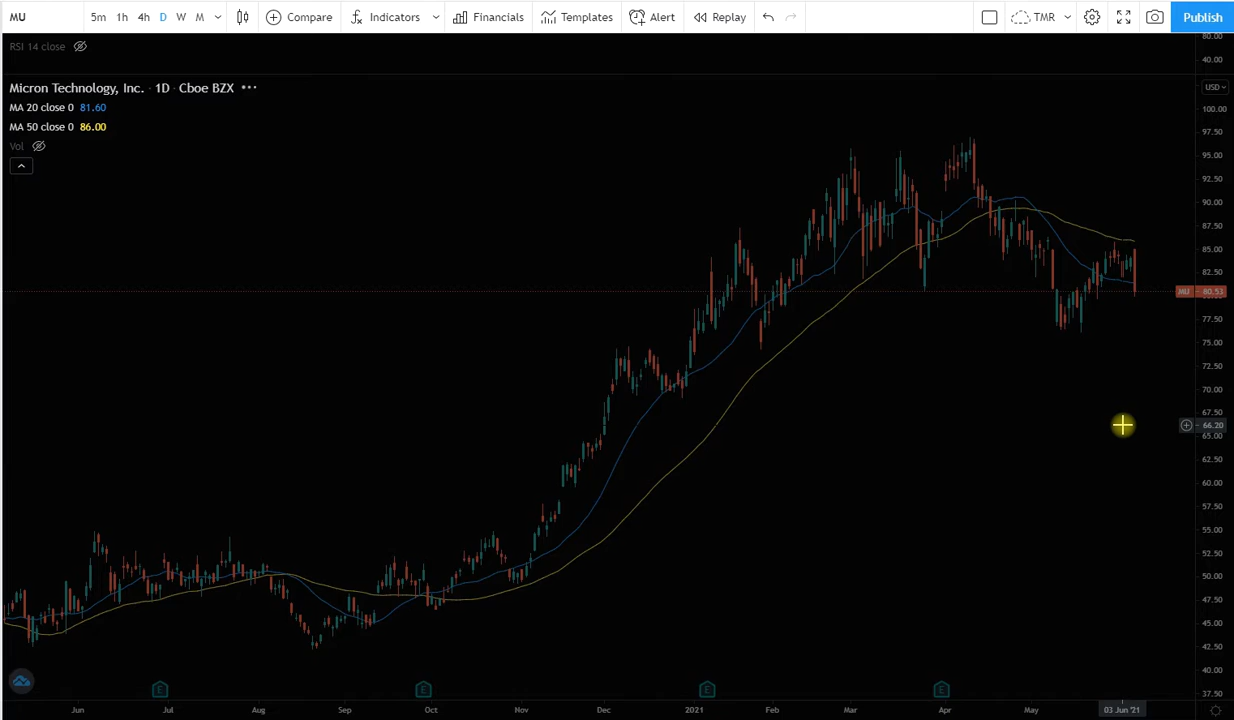 MU 5m 1h 4h D W M Compare Indicators Financials Templates Alert Replay TMR Publish
RSI 14 close
80.00
40.00
Micron Technology, Inc. · 1D · Cboe BZX
USD
MA 20 close 0 81.60
MA 50 close 0 86.00
Vol
100.00
97.50
95.00
92.50
90.00
87.50
85.00
82.50
MU 80.53
77.50
75.00
72.50
70.00
67.50
66.20
65.00
62.50
60.00
57.50
55.00
52.50
50.00
47.50
45.00
42.50
40.00
37.50
E E E E
Jun Jul Aug Sep Oct Nov Dec 2021 Feb Mar Apr May 03 Jun '21